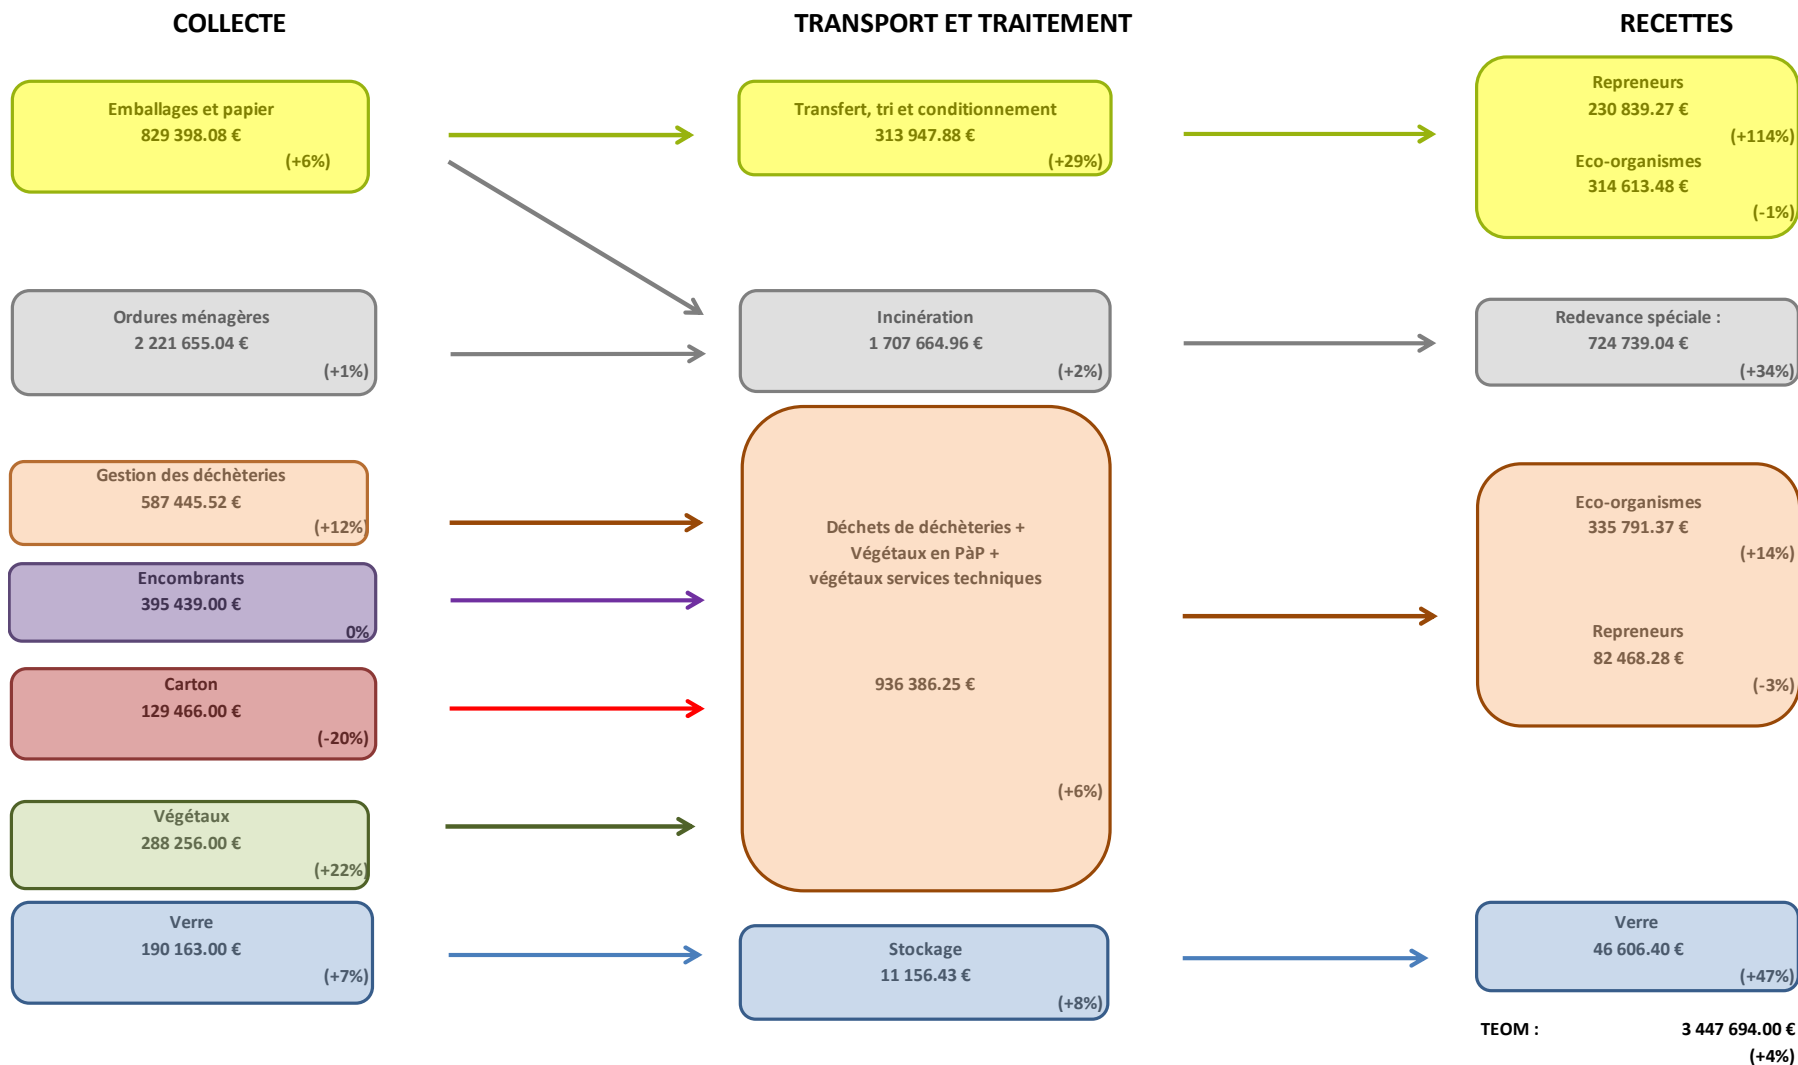 COLLECTE
Emballages et papier
829 398.08 €
(+6%)
Ordures ménagères
2 221 655.04 €
(+1%)
Gestion des déchèteries
587 445.52 €
(+12%)
Encombrants
395 439.00 €
0%
Carton
129 466.00 €
(-20%)
Végétaux
288 256.00 €
(+22%)
Verre
190 163.00 €
(+7%)
TRANSPORT ET TRAITEMENT
Transfert, tri et conditionnement
313 947.88 €
(+29%)
Incinération
1 707 664.96 €
(+2%)
Déchets de déchèteries +
Végétaux en PàP +
végétaux services techniques
936 386.25 €
(+6%)
Stockage
11 156.43 €
(+8%)
RECETTES
Repreneurs
230 839.27 €
(+114%)
Eco-organismes
314 613.48 €
(-1%)
Redevance spéciale :
724 739.04 €
(+34%)
Eco-organismes
335 791.37 €
(+14%)
Repreneurs
82 468.28 €
(-3%)
Verre
46 606.40 €
(+47%)
TEOM : 3 447 694.00 €
(+4%)